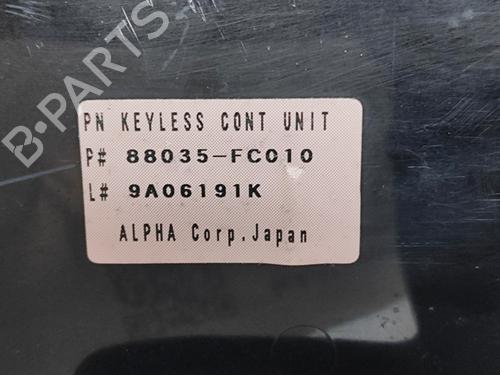 B-PARTS
PN KEYLESS CONT UNIT
P# 88035-FC010
L# 9A06191K
ALPHA Corp.Japan